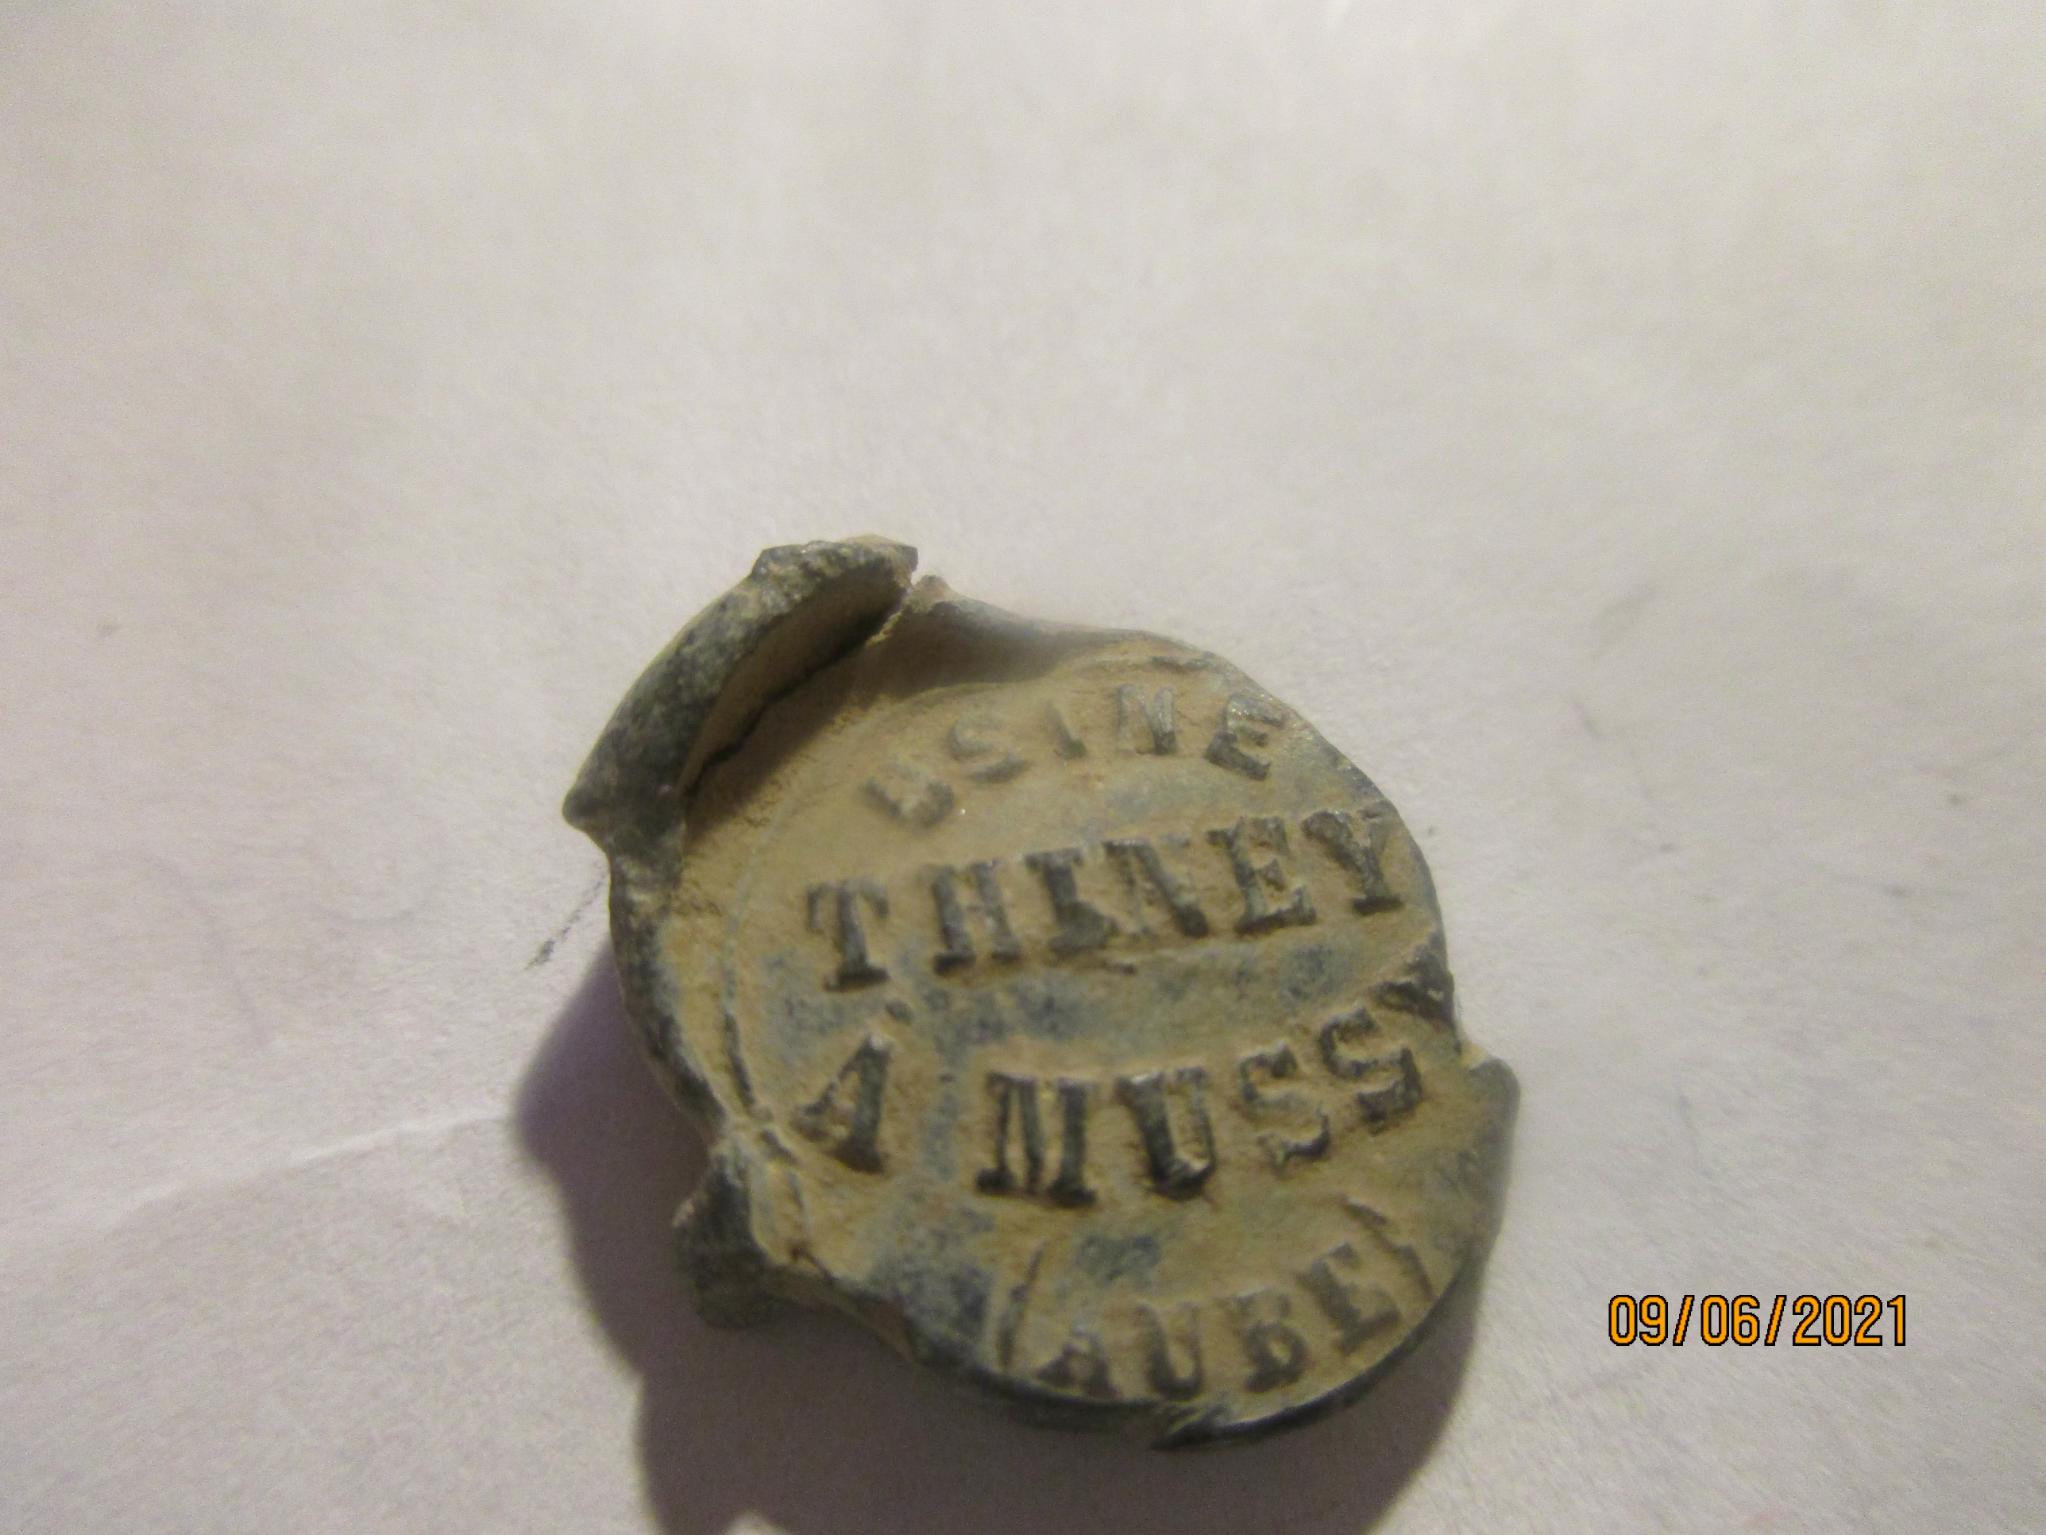 USINE
THINEY
À MUSSY
(AUBE)
09/06/2021